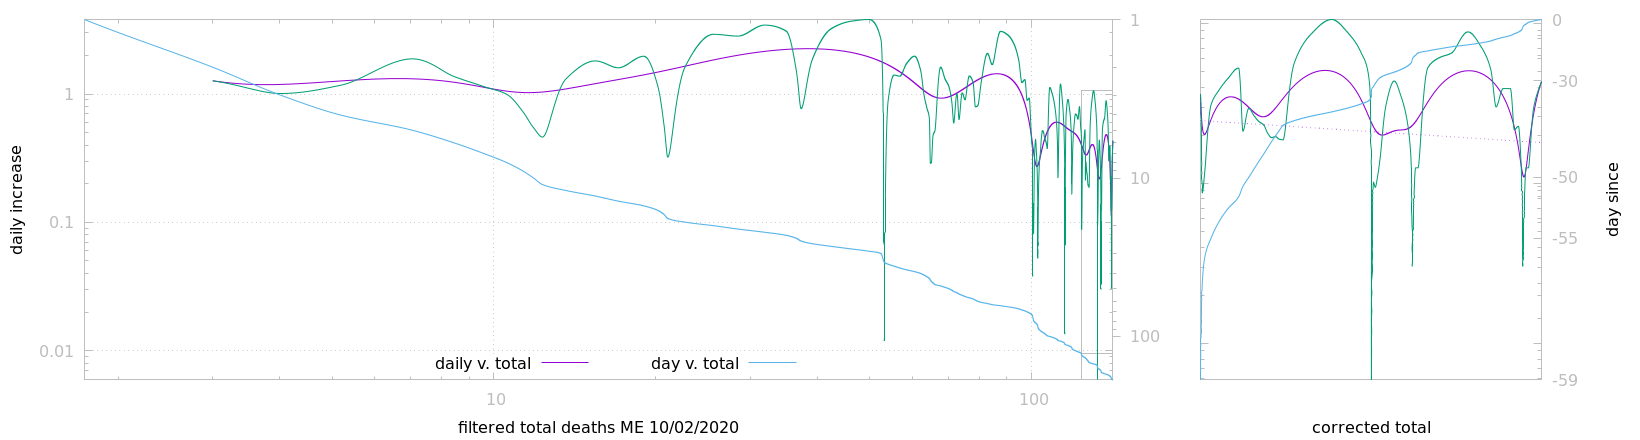 daily increase
1
0.1
0.01
10
100
filtered total deaths ME 10/02/2020
daily v. total
day v. total
1
10
100
corrected total
0
-30
-50
-55
-59
day since